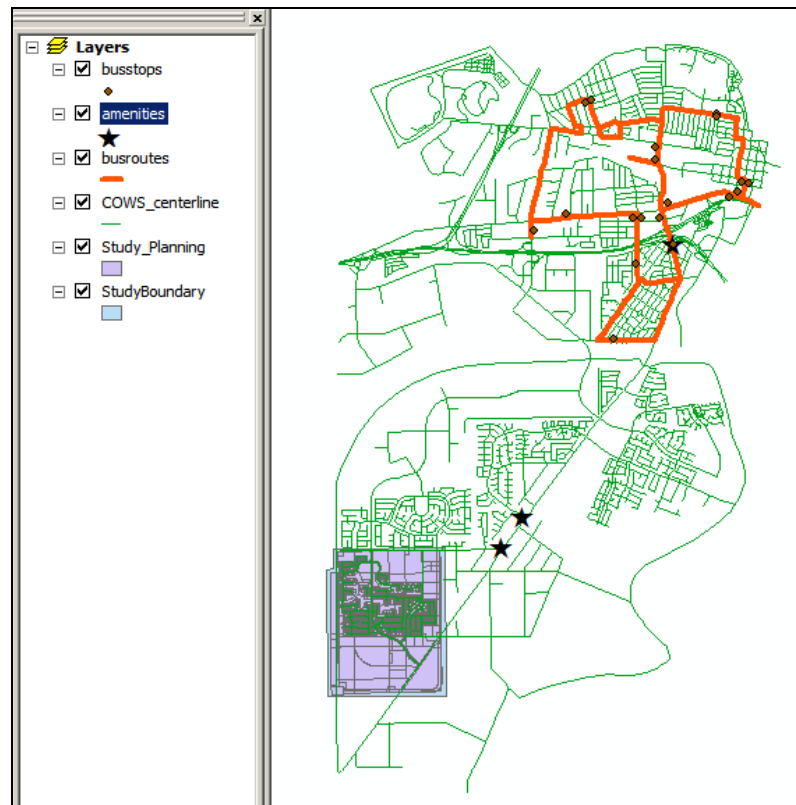 Layers
busstops
amenities
busroutes
COWS_centerline
Study_Planning
StudyBoundary